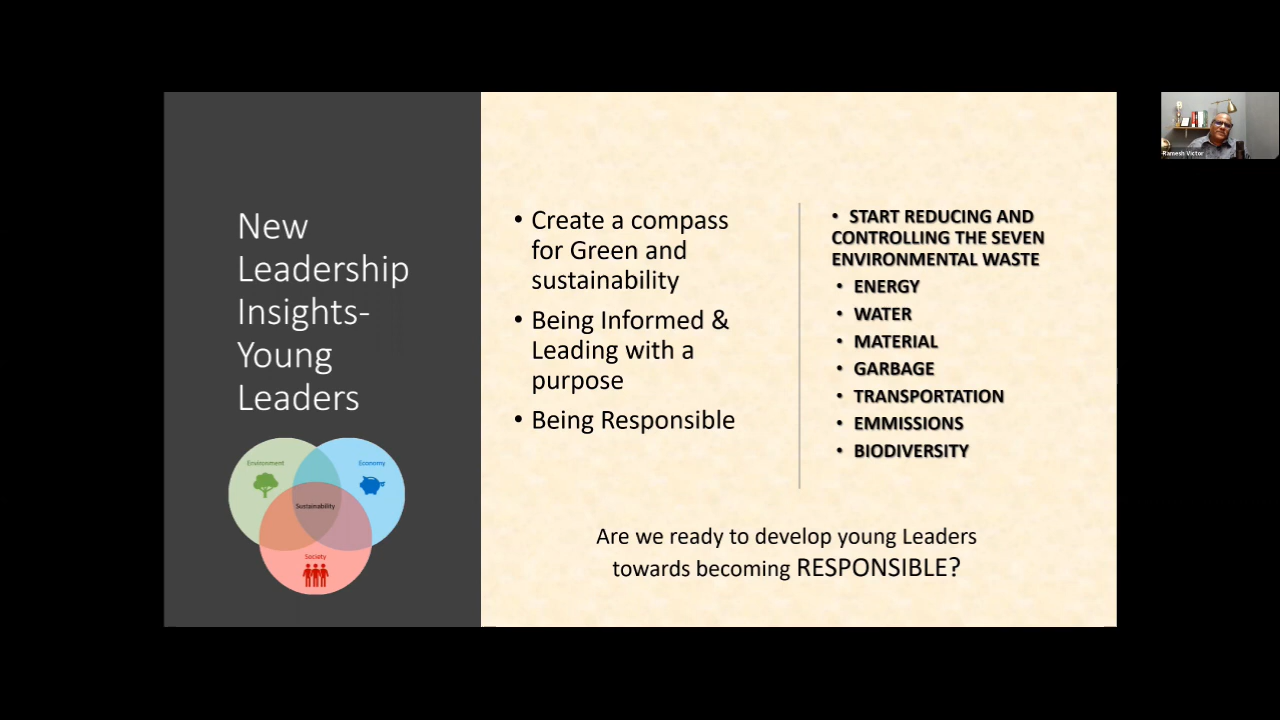 New
Leadership
Insights-
Young
Leaders
Environment
Economy
Sustainability
Society
• Create a compass
for Green and
sustainability
• Being Informed &
Leading with a
purpose
• Being Responsible
• START REDUCING AND
CONTROLLING THE SEVEN
ENVIRONMENTAL WASTE
• ENERGY
• WATER
• MATERIAL
• GARBAGE
• TRANSPORTATION
• EMMISSIONS
• BIODIVERSITY
Are we ready to develop young Leaders
towards becoming RESPONSIBLE?
Ramesh Victor